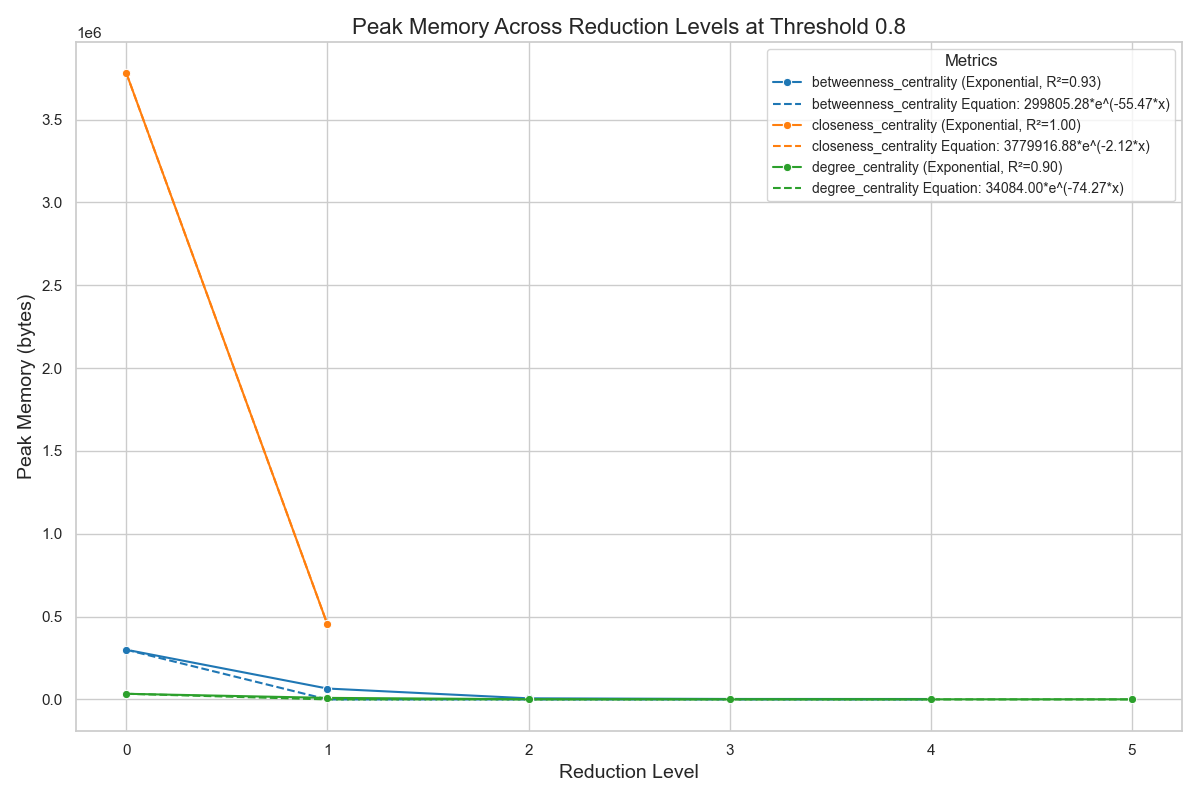 Peak Memory Across Reduction Levels at Threshold 0.8
1e6
Metrics
betweenness_centrality (Exponential, R²=0.93)
betweenness_centrality Equation: 299805.28*e^(-55.47*x)
closeness_centrality (Exponential, R²=1.00)
closeness_centrality Equation: 3779916.88*e^(-2.12*x)
degree_centrality (Exponential, R²=0.90)
degree_centrality Equation: 34084.00*e^(-74.27*x)
Peak Memory (bytes)
3.5
3.0
2.5
2.0
1.5
1.0
0.5
0.0
0 1 2 3 4 5
Reduction Level